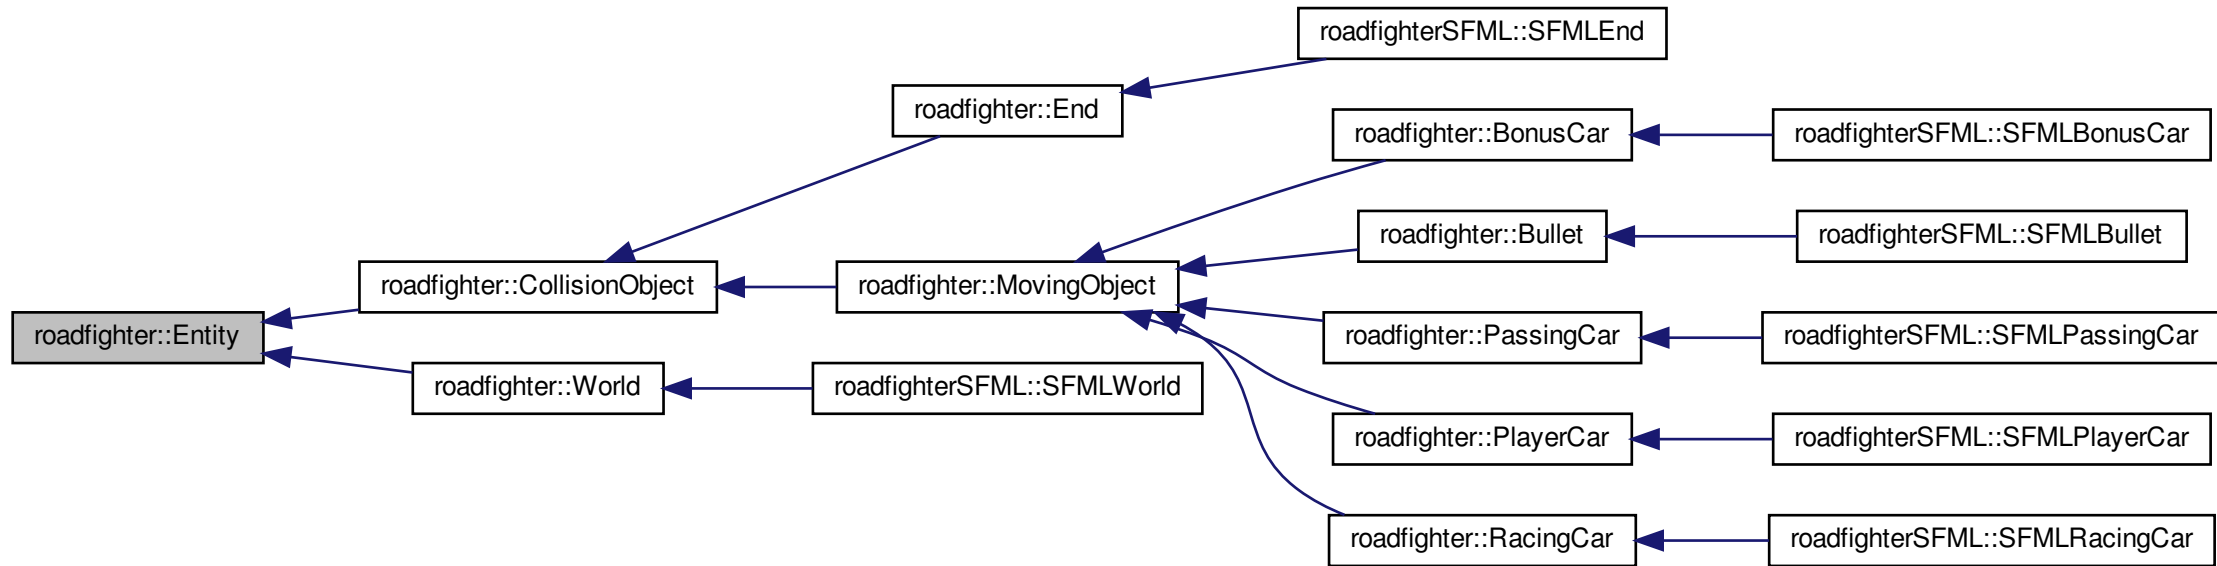 roadfighterSFML::SFMLEnd
roadfighter::End
roadfighter::BonusCar
roadfighterSFML::SFMLBonusCar
roadfighter::Bullet
roadfighterSFML::SFMLBullet
roadfighter::CollisionObject
roadfighter::MovingObject
roadfighter::Entity
roadfighter::PassingCar
roadfighterSFML::SFMLPassingCar
roadfighter::World
roadfighterSFML::SFMLWorld
roadfighter::PlayerCar
roadfighterSFML::SFMLPlayerCar
roadfighter::RacingCar
roadfighterSFML::SFMLRacingCar